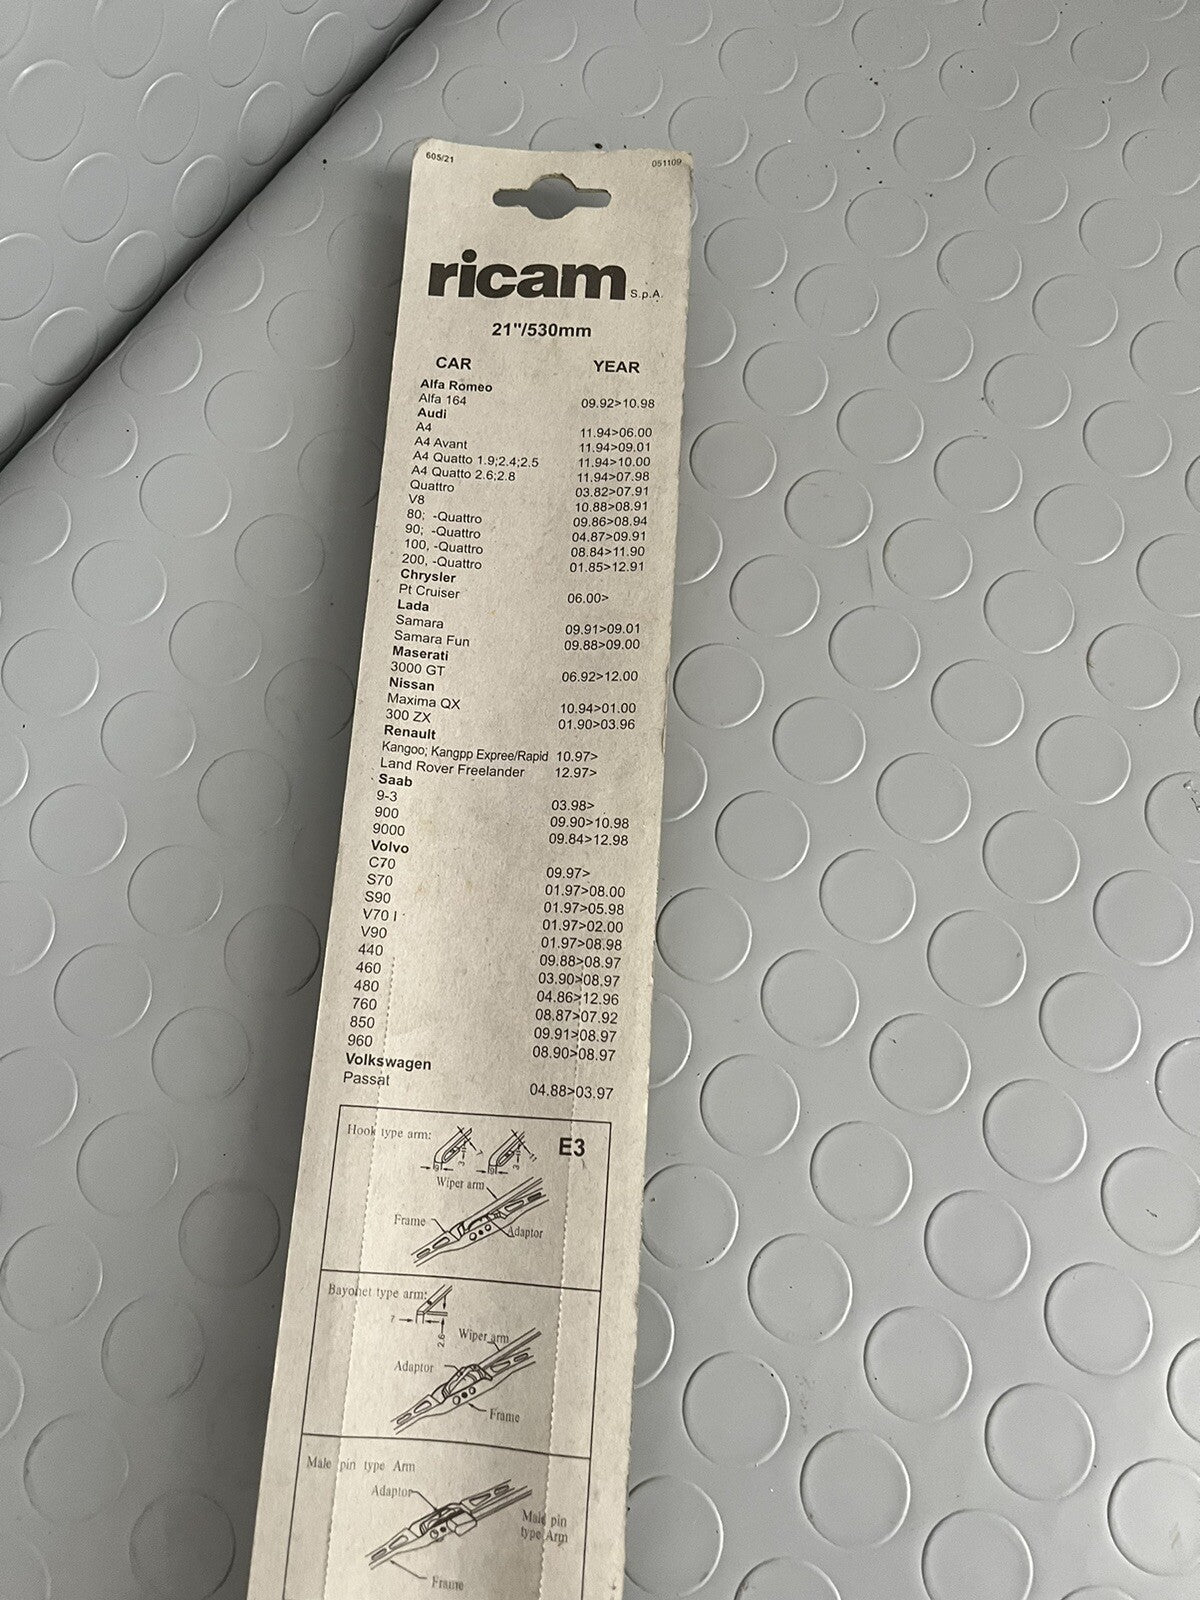 605/21 051109
ricam S.p.A.
21"/530mm
CAR YEAR
Alfa Romeo
Alfa 164 09.92>10.98
Audi
A4 11.94>06.00
A4 Avant 11.94>09.01
A4 Quatto 1.9;2.4;2.5 11.94>10.00
A4 Quatto 2.6;2.8 11.94>07.98
Quattro 03.82>07.91
V8 10.88>08.91
80; -Quattro 09.86>08.94
90; -Quattro 04.87>09.91
100, -Quattro 08.84>11.90
200, -Quattro 01.85>12.91
Chrysler
Pt Cruiser 06.00>
Lada
Samara 09.91>09.01
Samara Fun 09.88>09.00
Maserati
3000 GT 06.92>12.00
Nissan
Maxima QX 10.94>01.00
300 ZX 01.90>03.96
Renault
Kangoo; Kangpp Expree/Rapid 10.97>
Land Rover Freelander 12.97>
Saab
9-3 03.98>
900 09.90>10.98
9000 09.84>12.98
Volvo
C70 09.97>
S70 01.97>08.00
S90 01.97>05.98
V70 I 01.97>02.00
V90 01.97>08.98
440 09.88>08.97
460 03.90>08.97
480 04.86>12.96
760 08.87>07.92
850 09.91>08.97
960 08.90>08.97
Volkswagen
Passat 04.88>03.97
Hook type arm: E3
9 3 7 9 3 11
Wiper arm
Frame
Adaptor
Bayonet type arm:
7
2.6
Wiper arm
Adaptor
Frame
Male pin type Arm
Adaptor
Male pin
type Arm
Frame